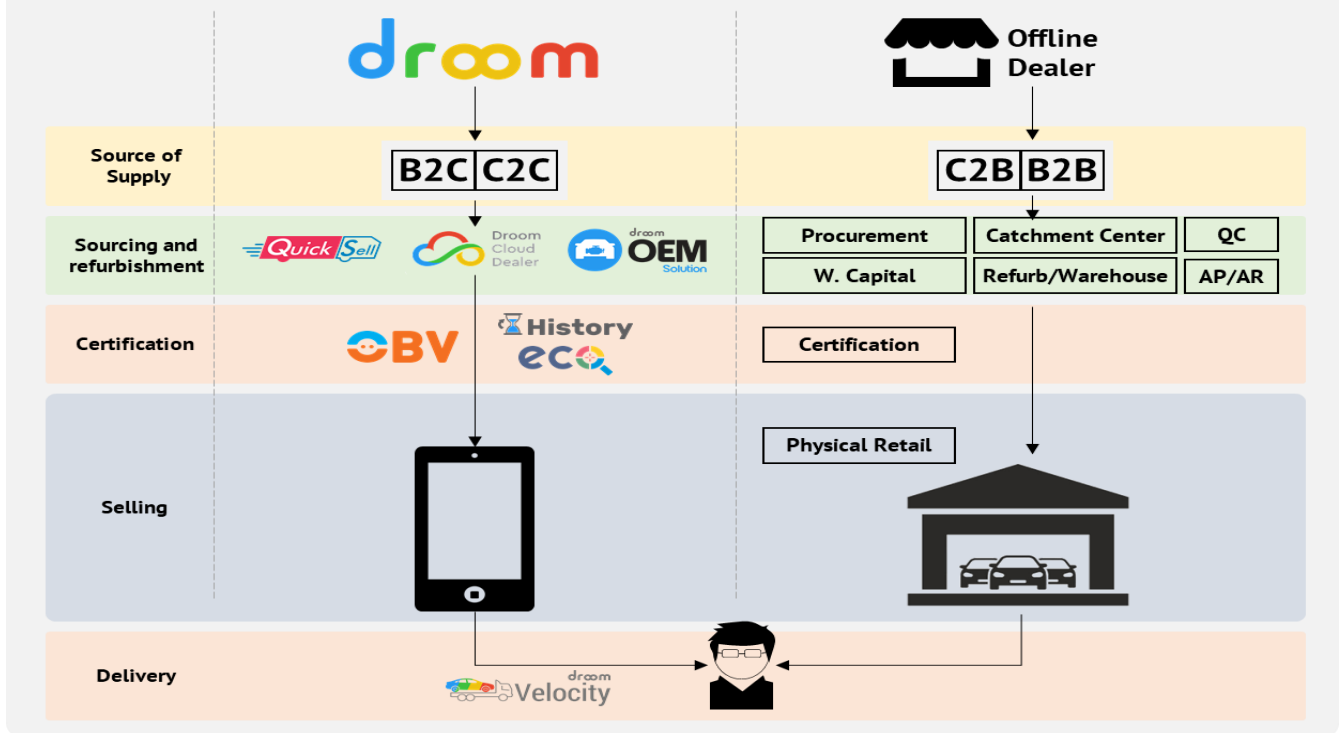 droom
Offline
Dealer
Source of
Supply
B2C C2C
C2B B2B
Sourcing and
refurbishment
Quick Sell
Droom
Cloud
Dealer
droom
OEM
Solution
Procurement
Catchment Center
QC
W. Capital
Refurb/Warehouse
AP/AR
Certification
OBV
History
ECO
Certification
Selling
Physical Retail
Delivery
droom
Velocity